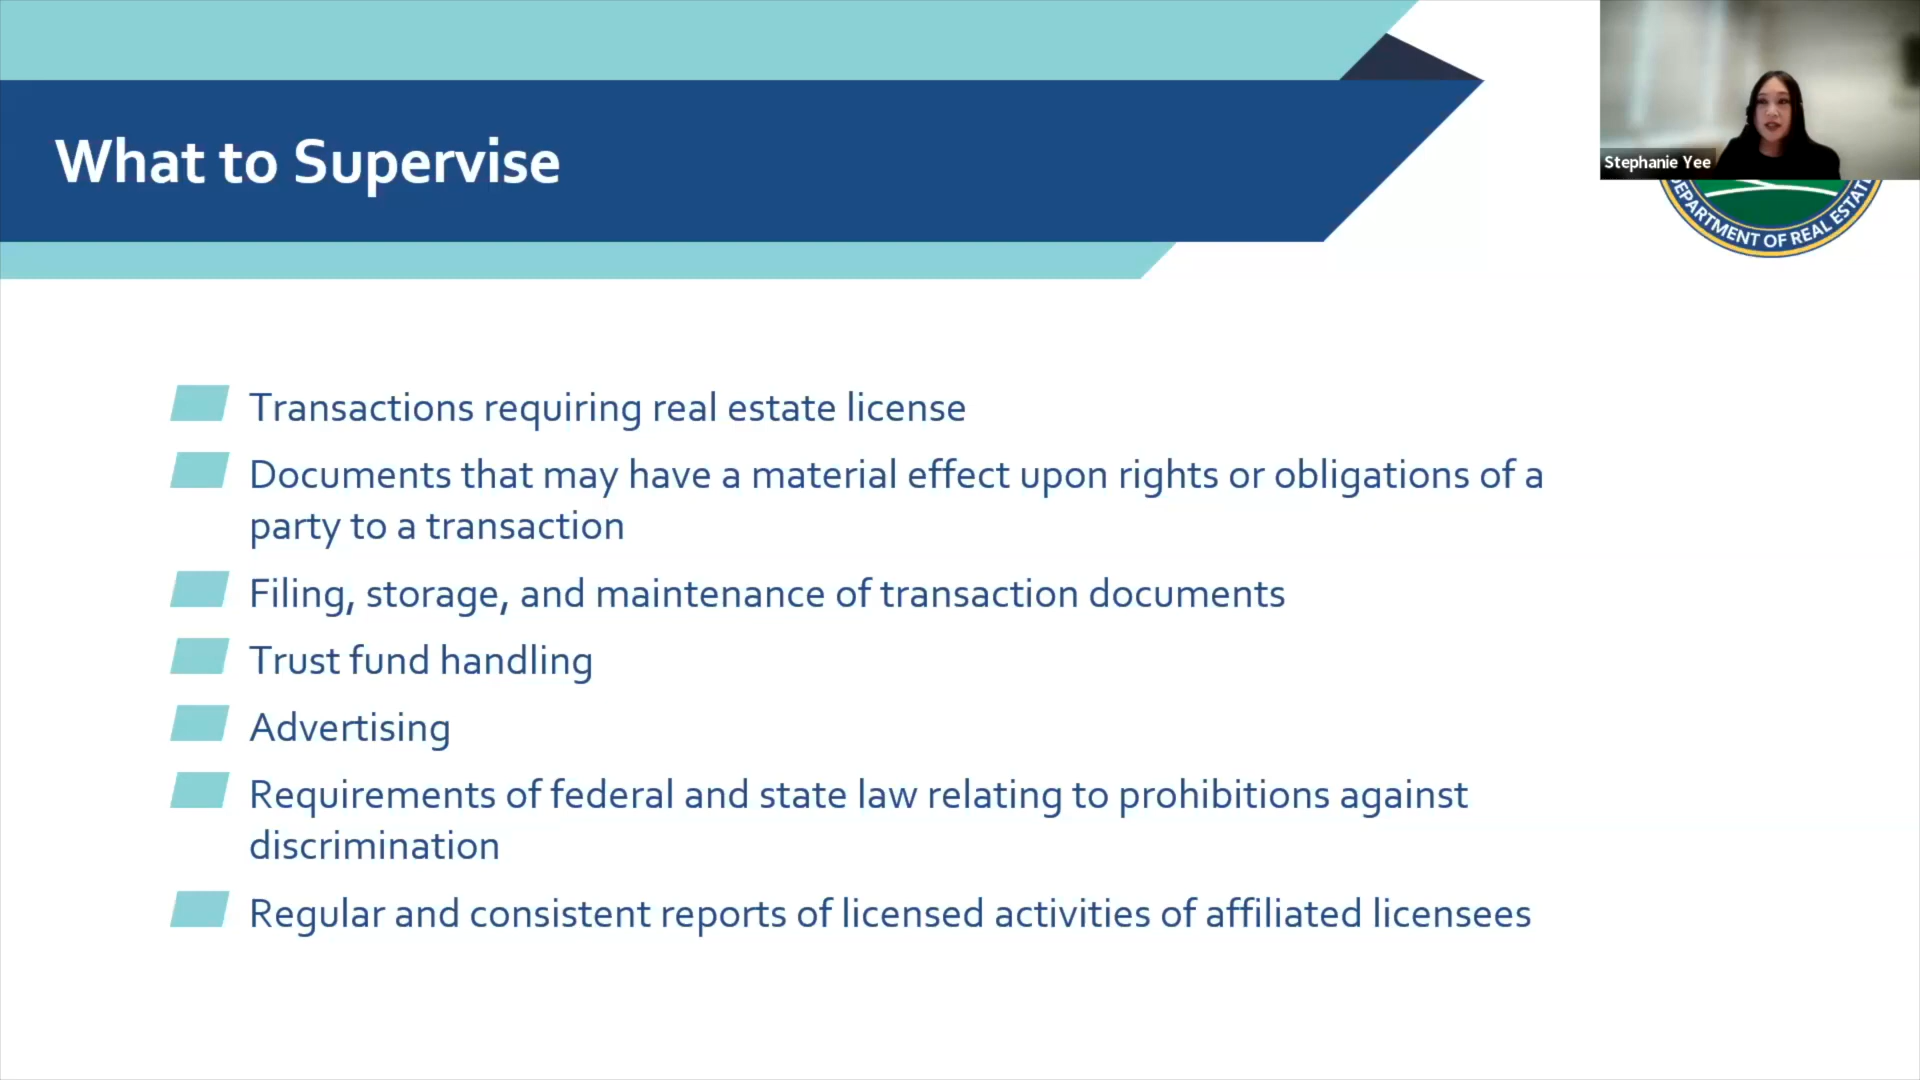 What to Supervise
Stephanie Yee
DEPARTMENT OF REAL ESTATE
Transactions requiring real estate license
Documents that may have a material effect upon rights or obligations of a
party to a transaction
Filing, storage, and maintenance of transaction documents
Trust fund handling
Advertising
Requirements of federal and state law relating to prohibitions against
discrimination
Regular and consistent reports of licensed activities of affiliated licensees